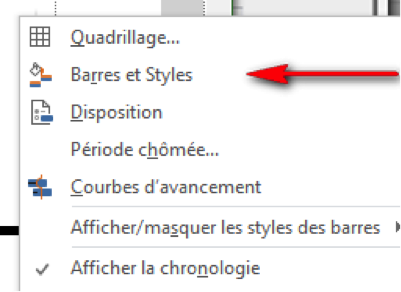 Quadrillage...
Barres et Styles
Disposition
Période chômée...
Courbes d'avancement
Afficher/masquer les styles des barres
Afficher la chronologie